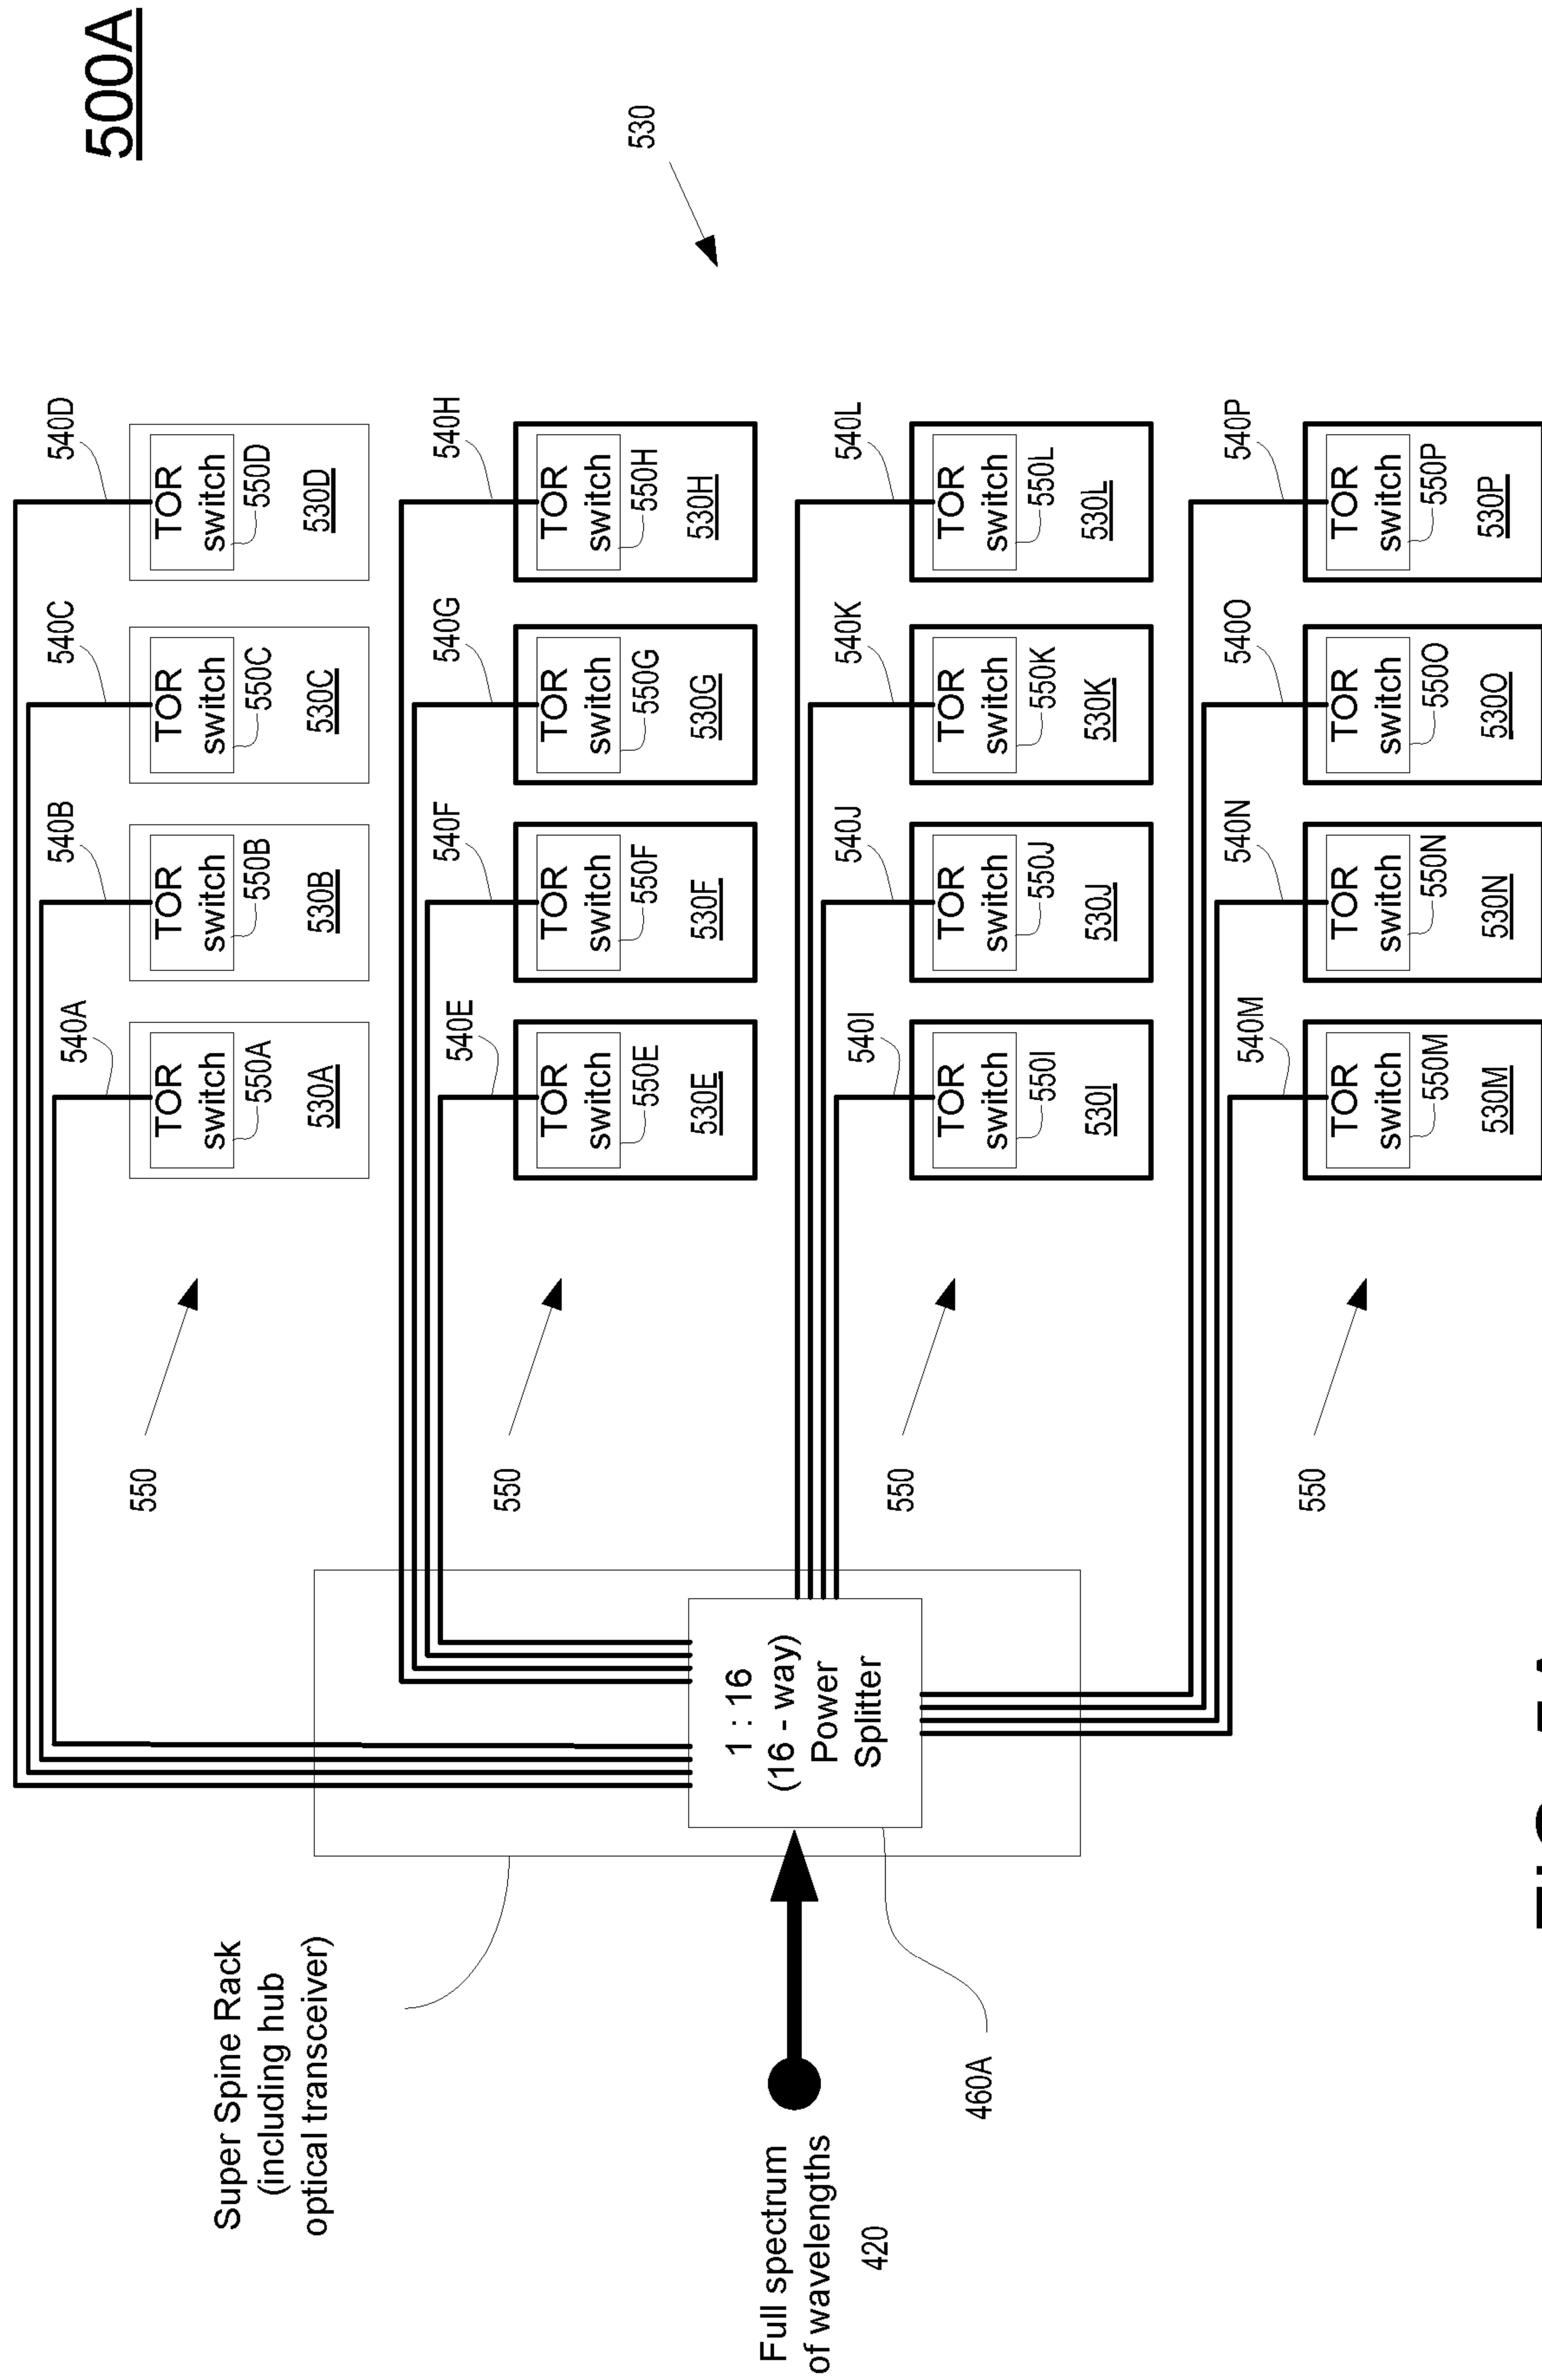 500A
530
540D
TOR
switch
550D
530D
540C
TOR
switch
550C
530C
540B
TOR
switch
550B
530B
540A
TOR
switch
550A
530A
550
540H
TOR
switch
550H
530H
540G
TOR
switch
550G
530G
540F
TOR
switch
550F
530F
540E
TOR
switch
550E
530E
550
540L
TOR
switch
550L
530L
540K
TOR
switch
550K
530K
540J
TOR
switch
550J
530J
540I
TOR
switch
550I
530I
550
540P
TOR
switch
550P
530P
540O
TOR
switch
550O
530O
540N
TOR
switch
550N
530N
540M
TOR
switch
550M
530M
550
1 : 16
(16 - way)
Power
Splitter
Super Spine Rack
(including hub
optical transceiver)
Full spectrum
of wavelengths
420
460A